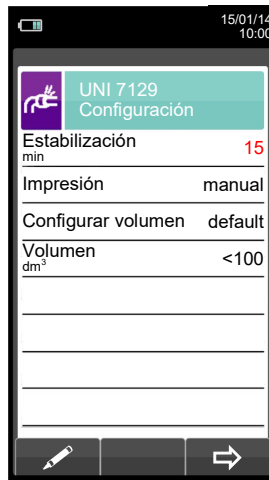 15/01/14
10:00
UNI 7129
Configuración
Estabilización 15
min
Impresión manual
Configurar volumen default
Volumen <100
dm³